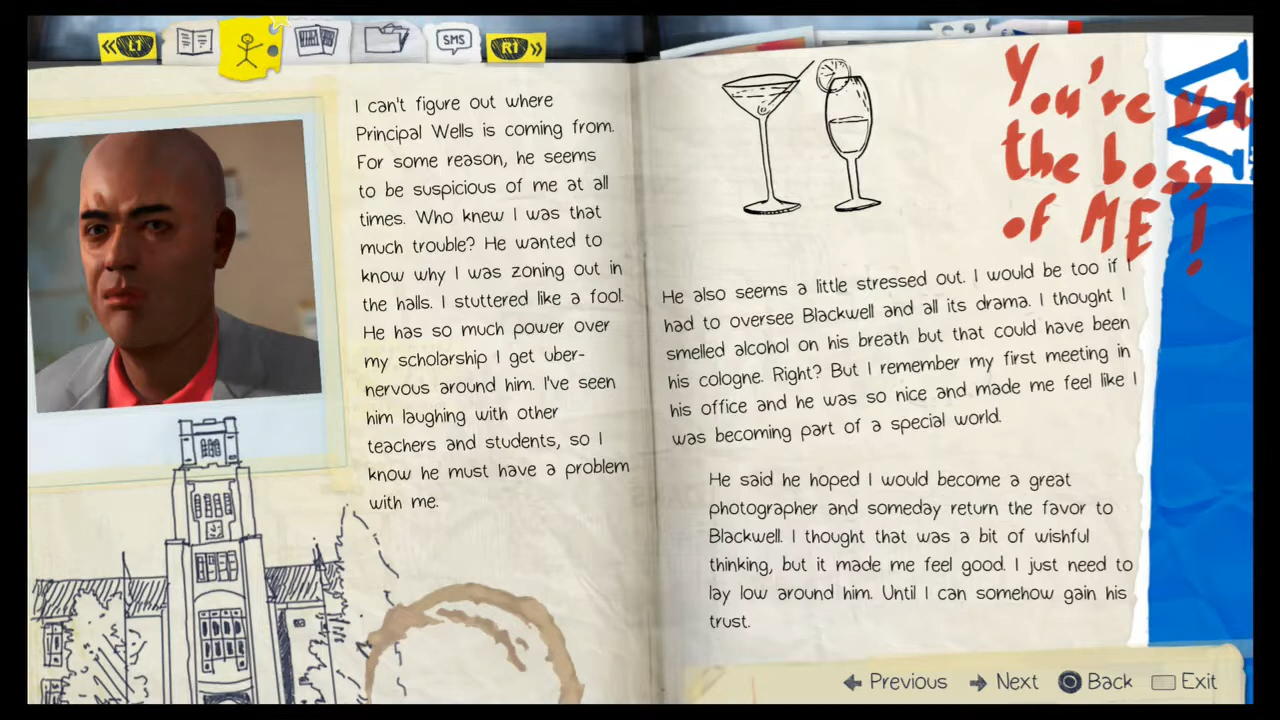 L1
SMS
R1
I can't figure out where
Principal Wells is coming from.
For some reason, he seems
to be suspicious of me at all
times. Who knew I was that
much trouble? He wanted to
know why I was zoning out in
the halls. I stuttered like a fool.
He has so much power over
my scholarship I get uber-
nervous around him. I've seen
him laughing with other
teachers and students, so I
know he must have a problem
with me.
You're not
the boss
of ME!
W
He also seems a little stressed out. I would be too if I
had to oversee Blackwell and all its drama. I thought I
smelled alcohol on his breath but that could have been
his cologne. Right? But I remember my first meeting in
his office and he was so nice and made me feel like I
was becoming part of a special world.
He said he hoped I would become a great
photographer and someday return the favor to
Blackwell. I thought that was a bit of wishful
thinking, but it made me feel good. I just need to
lay low around him. Until I can somehow gain his
trust.
Previous Next Back Exit